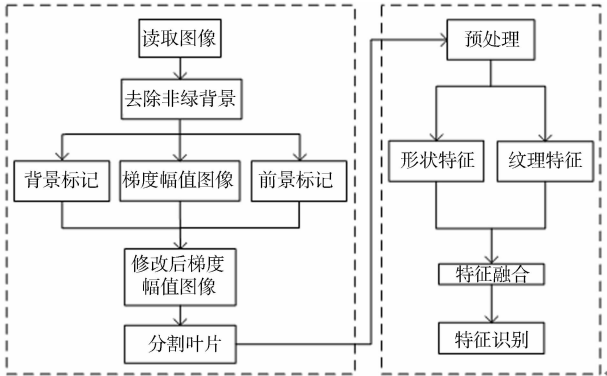 读取图像
去除非绿背景
背景标记
梯度幅值图像
前景标记
修改后梯度
幅值图像
分割叶片
预处理
形状特征
纹理特征
特征融合
特征识别